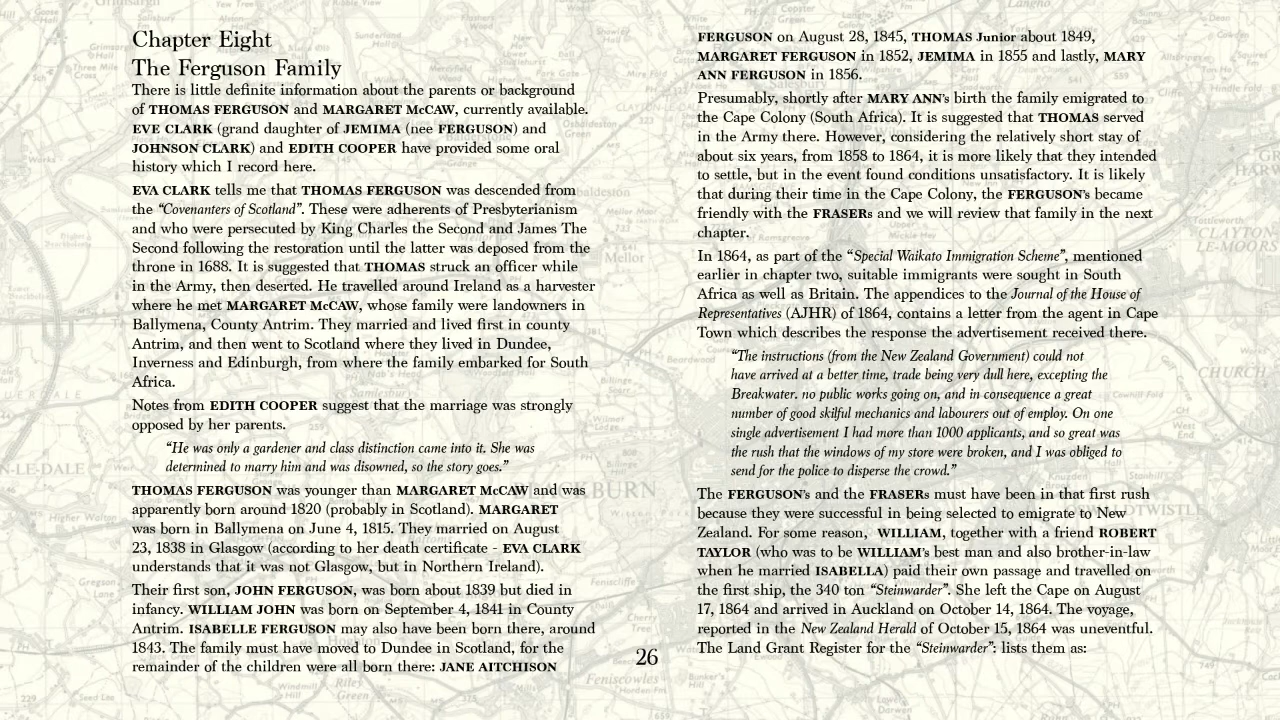 Chapter Eight
The Ferguson Family
There is little definite information about the parents or background
of THOMAS FERGUSON and MARGARET McCAW, currently available.
EVE CLARK (grand daughter of JEMIMA (nee FERGUSON) and
JOHNSON CLARK) and EDITH COOPER have provided some oral
history which I record here.
EVA CLARK tells me that THOMAS FERGUSON was descended from
the “Covenanters of Scotland”. These were adherents of Presbyterianism
and who were persecuted by King Charles the Second and James The
Second following the restoration until the latter was deposed from the
throne in 1688. It is suggested that THOMAS struck an officer while
in the Army, then deserted. He travelled around Ireland as a harvester
where he met MARGARET McCAW, whose family were landowners in
Ballymena, County Antrim. They married and lived first in county
Antrim, and then went to Scotland where they lived in Dundee,
Inverness and Edinburgh, from where the family embarked for South
Africa.
Notes from EDITH COOPER suggest that the marriage was strongly
opposed by her parents.
“He was only a gardener and class distinction came into it. She was
determined to marry him and was disowned, so the story goes.”
THOMAS FERGUSON was younger than MARGARET McCAW and was
apparently born around 1820 (probably in Scotland). MARGARET
was born in Ballymena on June 4, 1815. They married on August
23, 1838 in Glasgow (according to her death certificate - EVA CLARK
understands that it was not Glasgow, but in Northern Ireland).
Their first son, JOHN FERGUSON, was born about 1839 but died in
infancy. WILLIAM JOHN was born on September 4, 1841 in County
Antrim. ISABELLE FERGUSON may also have been born there, around
1843. The family must have moved to Dundee in Scotland, for the
remainder of the children were all born there: JANE AITCHISON
FERGUSON on August 28, 1845, THOMAS Junior about 1849,
MARGARET FERGUSON in 1852, JEMIMA in 1855 and lastly, MARY
ANN FERGUSON in 1856.
Presumably, shortly after MARY ANN’s birth the family emigrated to
the Cape Colony (South Africa). It is suggested that THOMAS served
in the Army there. However, considering the relatively short stay of
about six years, from 1858 to 1864, it is more likely that they intended
to settle, but in the event found conditions unsatisfactory. It is likely
that during their time in the Cape Colony, the FERGUSON’s became
friendly with the FRASERs and we will review that family in the next
chapter.
In 1864, as part of the “Special Waikato Immigration Scheme”, mentioned
earlier in chapter two, suitable immigrants were sought in South
Africa as well as Britain. The appendices to the Journal of the House of
Representatives (AJHR) of 1864, contains a letter from the agent in Cape
Town which describes the response the advertisement received there.
“The instructions (from the New Zealand Government) could not
have arrived at a better time, trade being very dull here, excepting the
Breakwater. no public works going on, and in consequence a great
number of good skilful mechanics and labourers out of employ. On one
single advertisement I had more than 1000 applicants, and so great was
the rush that the windows of my store were broken, and I was obliged to
send for the police to disperse the crowd.”
The FERGUSON’s and the FRASERs must have been in that first rush
because they were successful in being selected to emigrate to New
Zealand. For some reason, WILLIAM, together with a friend ROBERT
TAYLOR (who was to be WILLIAM’s best man and also brother-in-law
when he married ISABELLA) paid their own passage and travelled on
the first ship, the 340 ton “Steinwarder”. She left the Cape on August
17, 1864 and arrived in Auckland on October 14, 1864. The voyage,
reported in the New Zealand Herald of October 15, 1864 was uneventful.
The Land Grant Register for the “Steinwarder”: lists them as:
26